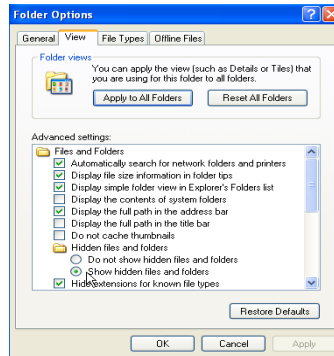 Folder Options
General View File Types Offline Files
Folder views
You can apply the view (such as Details or Tiles) that
you are using for this folder to all folders.
Apply to All Folders Reset All Folders
Advanced settings:
Files and Folders
Automatically search for network folders and printers
Display file size information in folder tips
Display simple folder view in Explorer's Folders list
Display the contents of system folders
Display the full path in the address bar
Display the full path in the title bar
Do not cache thumbnails
Hidden files and folders
Do not show hidden files and folders
Show hidden files and folders
Hide extensions for known file types
Restore Defaults
OK Cancel Apply